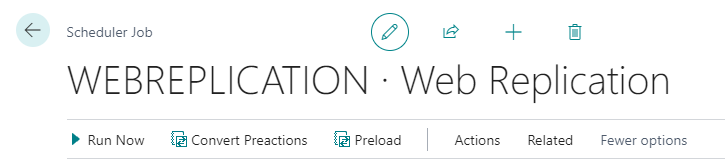 Scheduler Job
WEBREPLICATION · Web Replication
Run Now Convert Preactions Preload Actions Related Fewer options